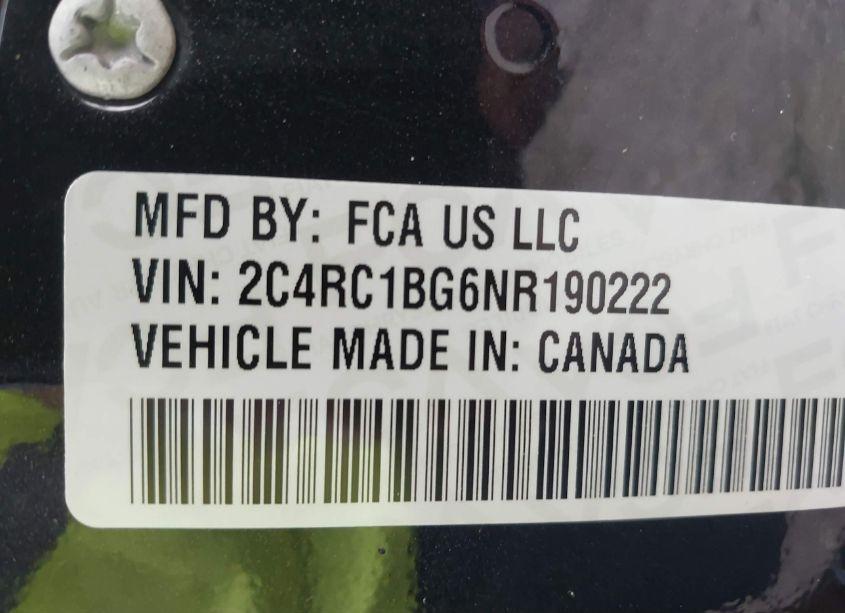 MFD BY: FCA US LLC
VIN: 2C4RC1BG6NR190222
VEHICLE MADE IN: CANADA